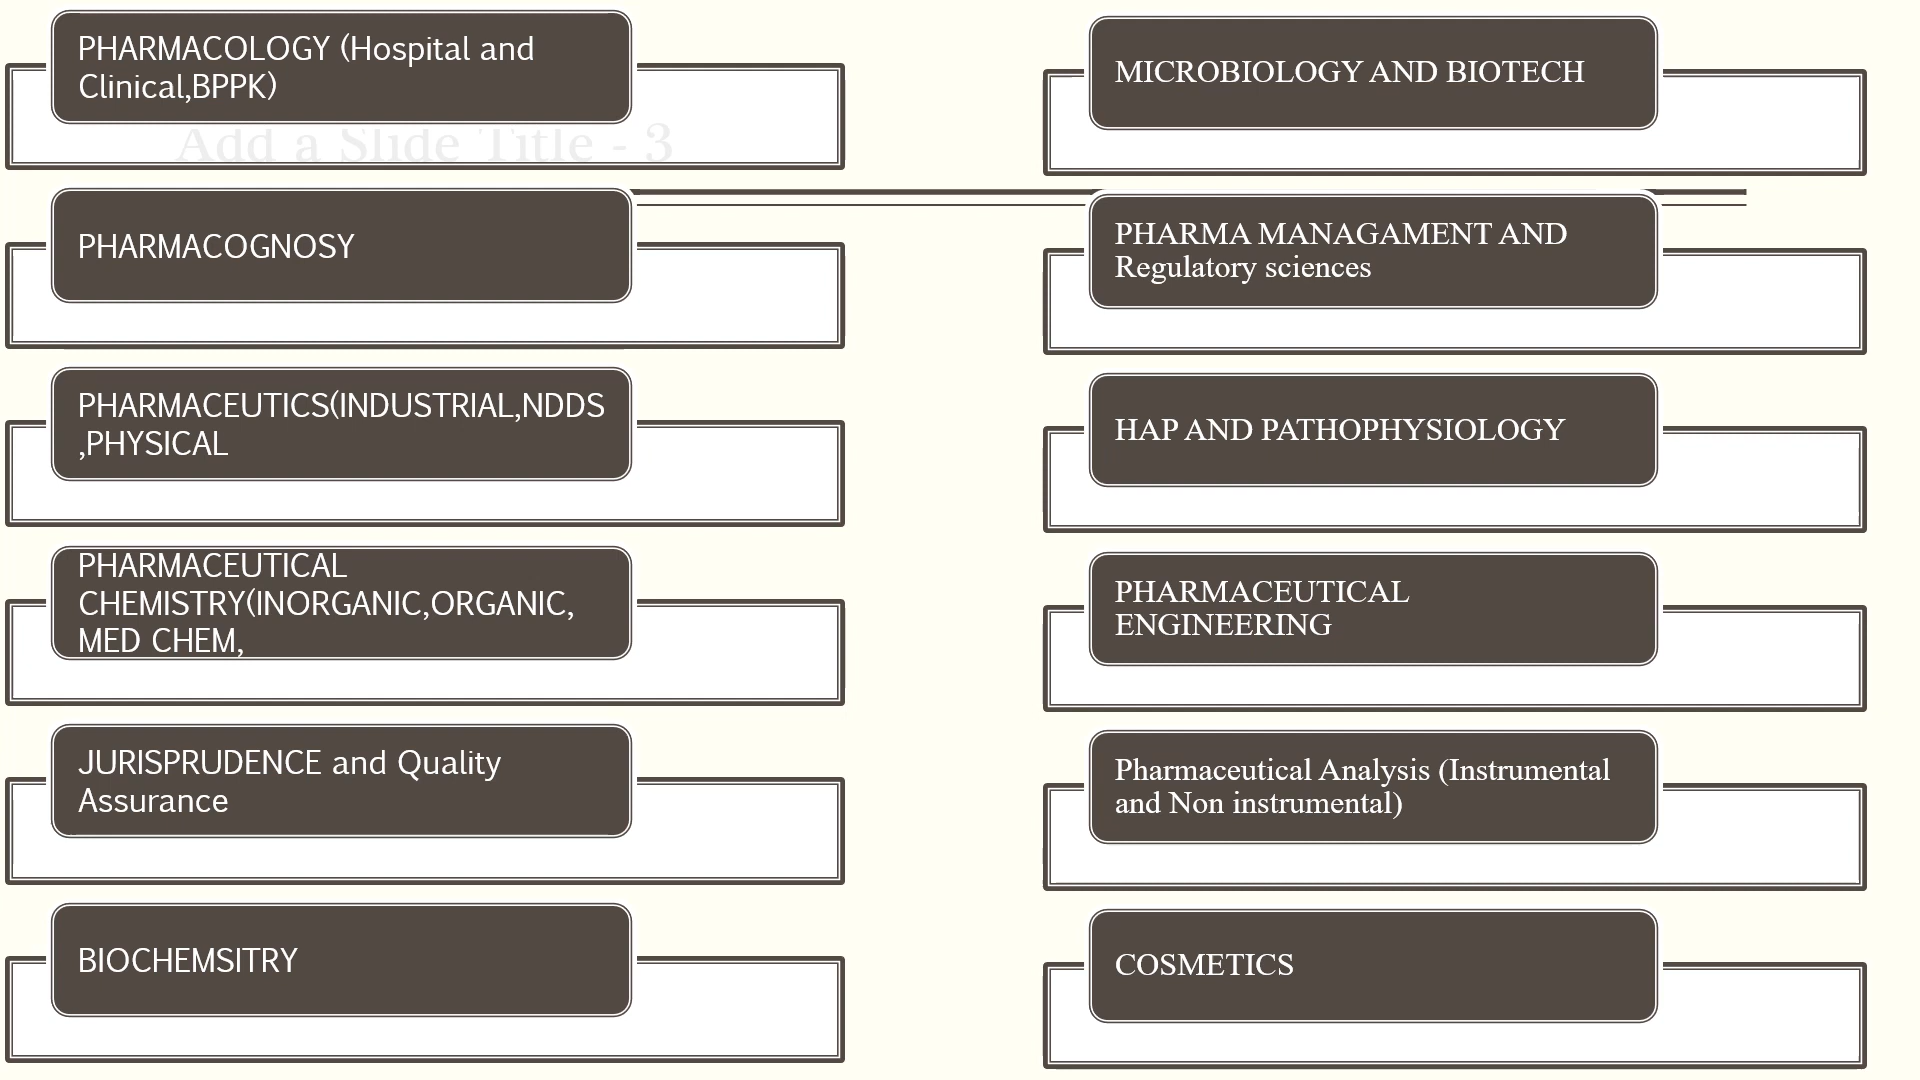 PHARMACOLOGY (Hospital and
Clinical,BPPK)
Add a Slide Title - 3
PHARMACOGNOSY
PHARMACEUTICS(INDUSTRIAL,NDDS
,PHYSICAL
PHARMACEUTICAL
CHEMISTRY(INORGANIC,ORGANIC,
MED CHEM,
JURISPRUDENCE and Quality
Assurance
BIOCHEMSITRY
MICROBIOLOGY AND BIOTECH
PHARMA MANAGAMENT AND
Regulatory sciences
HAP AND PATHOPHYSIOLOGY
PHARMACEUTICAL
ENGINEERING
Pharmaceutical Analysis (Instrumental
and Non instrumental)
COSMETICS